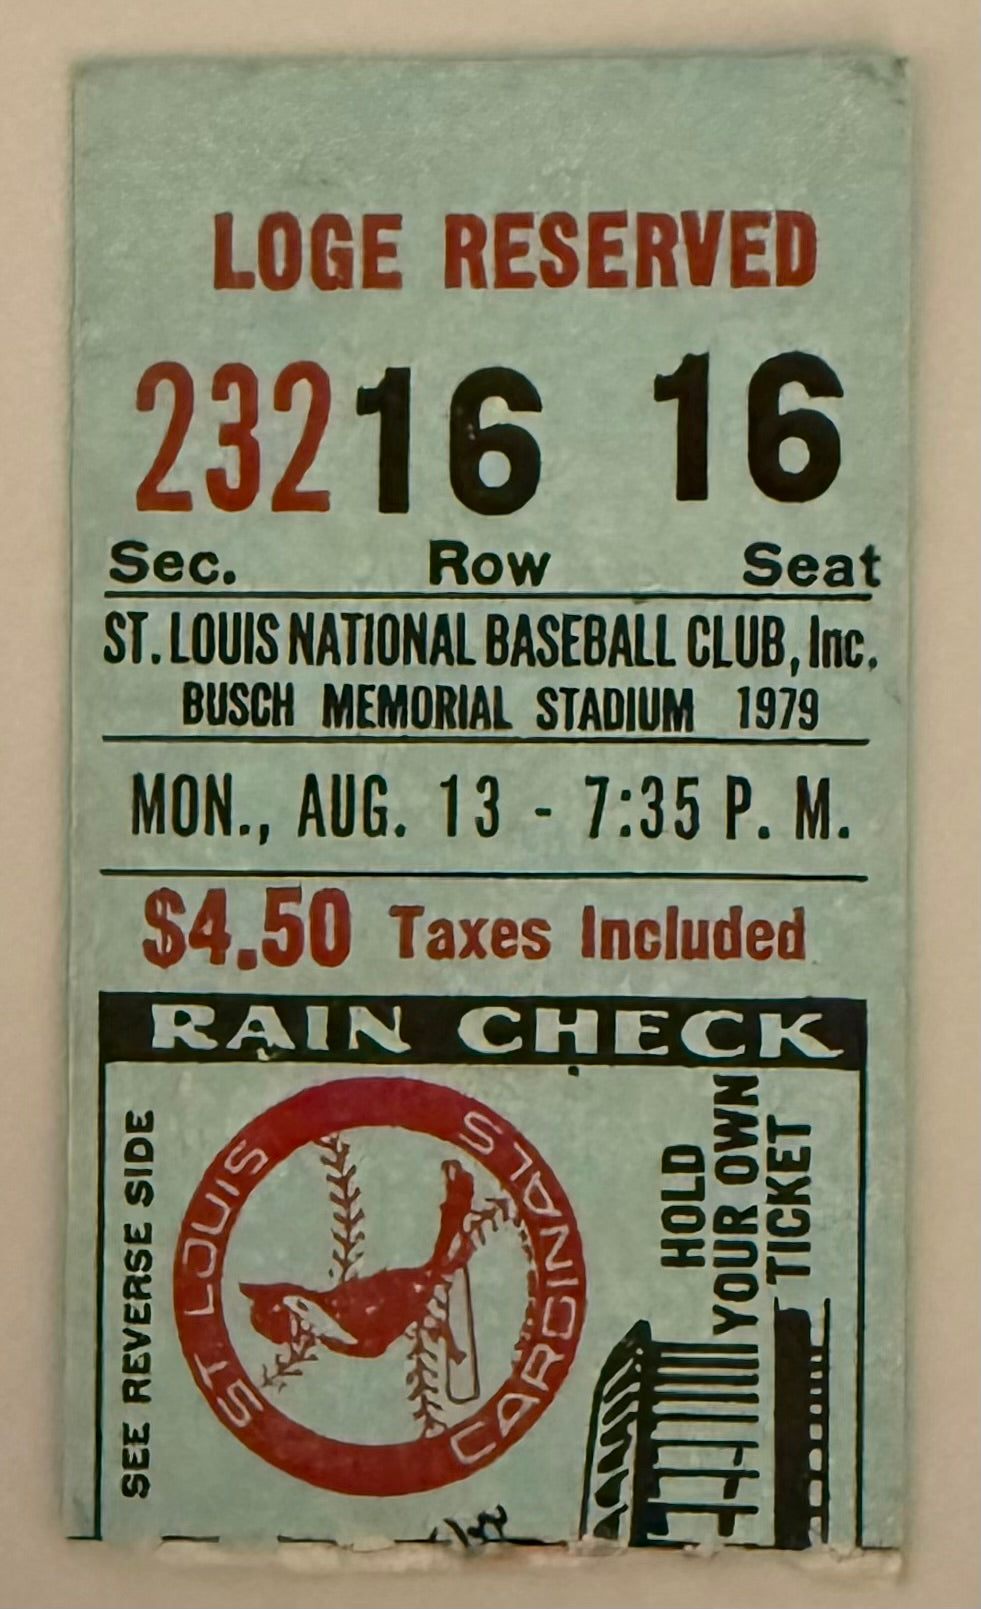 LOGE RESERVED
232 16 16
Sec. Row Seat
ST. LOUIS NATIONAL BASEBALL CLUB, Inc.
BUSCH MEMORIAL STADIUM 1979
MON., AUG. 13 - 7:35 P. M.
$4.50 Taxes Included
RAIN CHECK
SEE REVERSE SIDE
ST LOUIS
CARDINALS
HOLD
YOUR OWN
TICKET